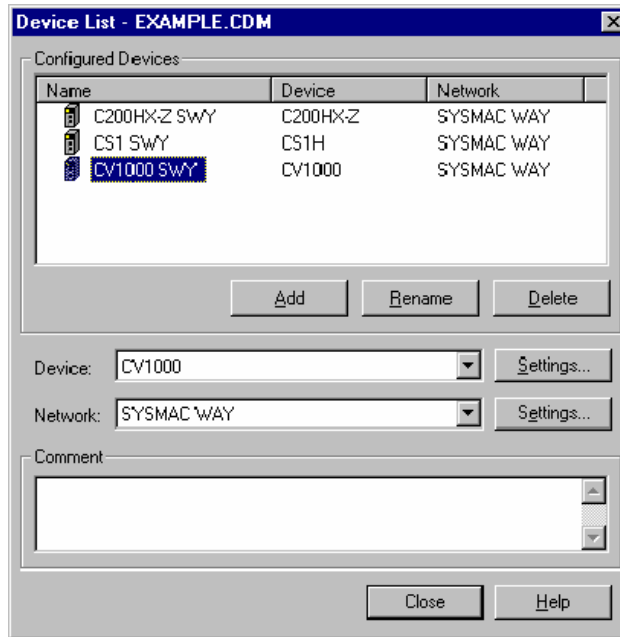 Device List - EXAMPLE.CDM
Configured Devices
Name Device Network
C200HX-Z SWY C200HX-Z SYSMAC WAY
CS1 SWY CS1H SYSMAC WAY
CV1000 SWY CV1000 SYSMAC WAY
Add Rename Delete
Device: CV1000 Settings...
Network: SYSMAC WAY Settings...
Comment
Close Help